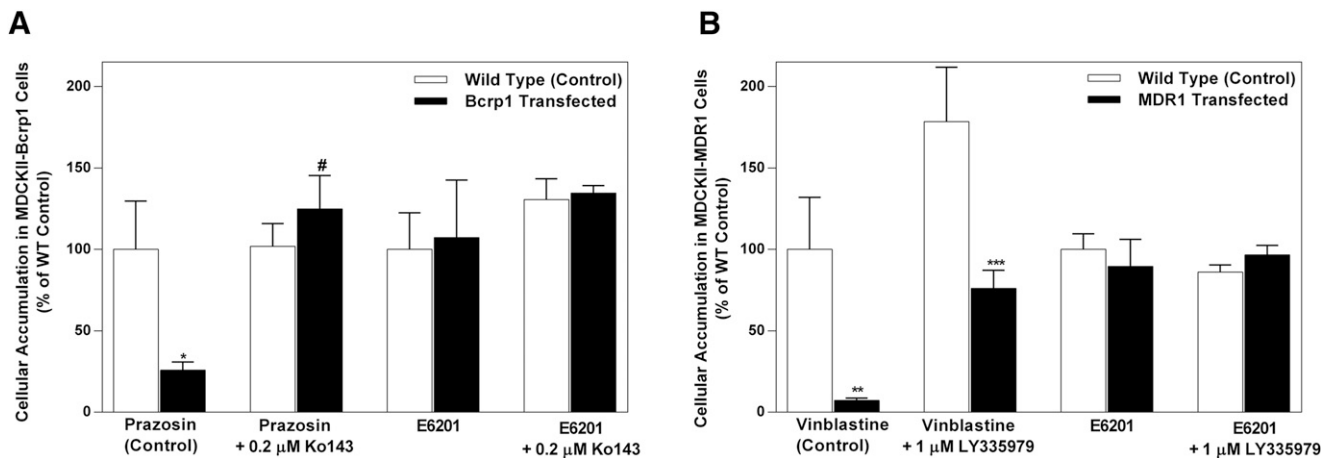 A
Cellular Accumulation in MDCKII-Bcrp1 Cells
(% of WT Control)
200
150
100
50
0
Wild Type (Control)
Bcrp1 Transfected
*
#
Prazosin
(Control)
Prazosin
+ 0.2 μM Ko143
E6201
E6201
+ 0.2 μM Ko143
B
Cellular Accumulation in MDCKII-MDR1 Cells
(% of WT Control)
200
150
100
50
0
Wild Type (Control)
MDR1 Transfected
**
***
Vinblastine
(Control)
Vinblastine
+ 1 μM LY335979
E6201
E6201
+ 1 μM LY335979